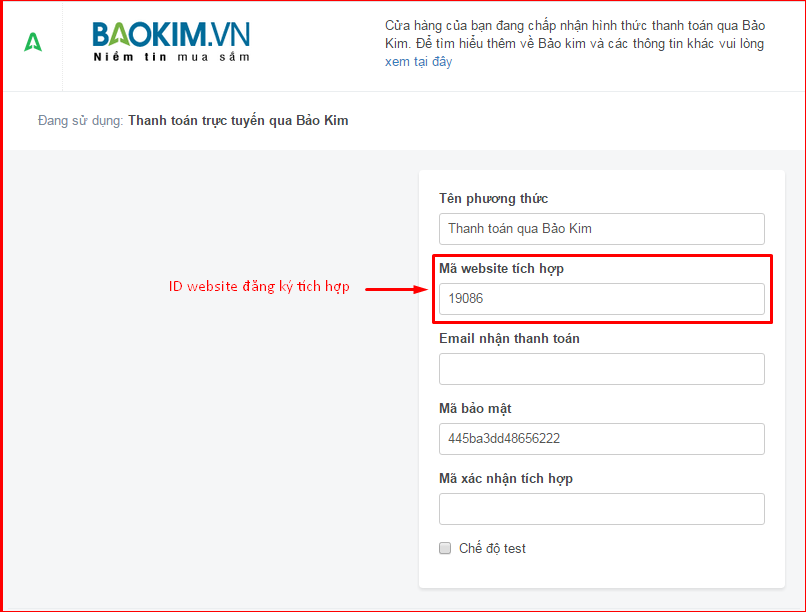 BAOKIM.VN
Niềm tin mua sắm
Cửa hàng của bạn đang chấp nhận hình thức thanh toán qua Bảo
Kim. Để tìm hiểu thêm về Bảo kim và các thông tin khác vui lòng
xem tại đây
Đang sử dụng: Thanh toán trực tuyến qua Bảo Kim
Tên phương thức
Thanh toán qua Bảo Kim
Mã website tích hợp
ID website đăng ký tích hợp
19086
Email nhận thanh toán
Mã bảo mật
445ba3dd48656222
Mã xác nhận tích hợp
Chế độ test